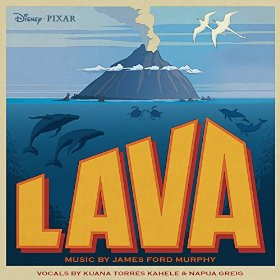 Disney · PIXAR
LAVA
MUSIC BY JAMES FORD MURPHY
VOCALS BY KUANA TORRES KAHELE & NAPUA GREIG